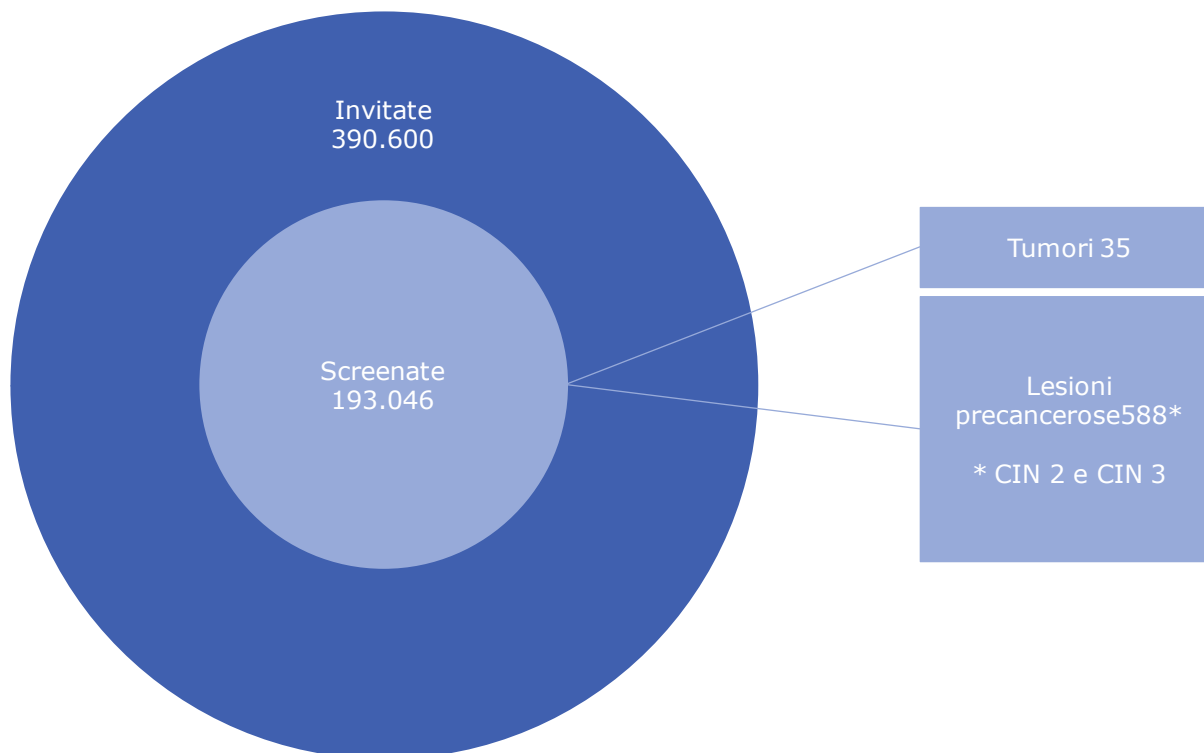 Invitate
390.600
Screenate
193.046
Tumori 35
Lesioni
precancerose588*
* CIN 2 e CIN 3